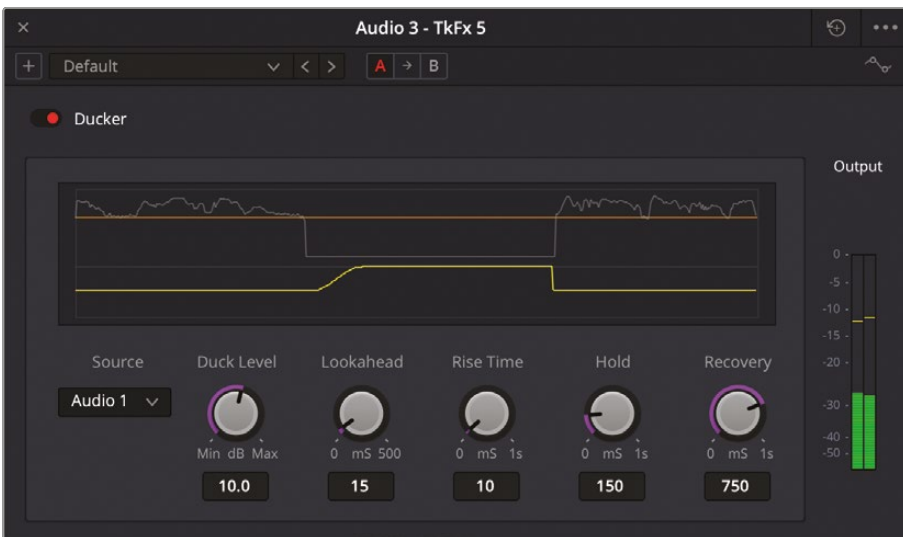 Audio 3 - TkFx 5
Default
A → B
Ducker
Output
0 -
-5 -
-10 -
-15 -
-20 -
-30 -
-40 -
-50 -
Source Duck Level Lookahead Rise Time Hold Recovery
Audio 1
Min dB Max 0 mS 500 0 mS 1s 0 mS 1s 0 mS 1s
10.0 15 10 150 750